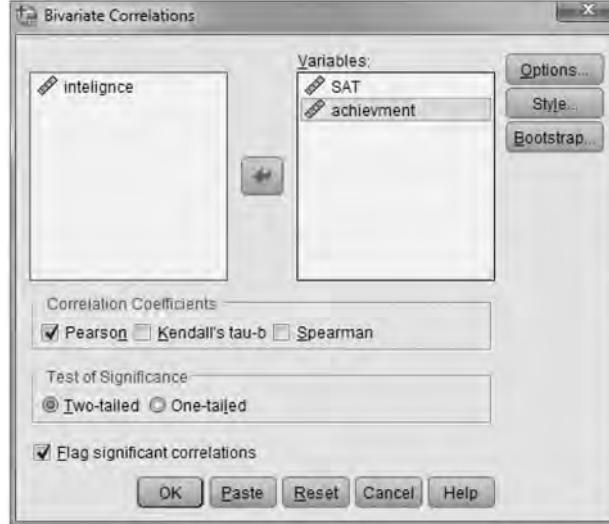 Bivariate Correlations
X
Variables:
intelignce
SAT
achievment
Options...
Style...
Bootstrap...
Correlation Coefficients
Pearson Kendall's tau-b Spearman
Test of Significance
Two-tailed One-tailed
Flag significant correlations
OK Paste Reset Cancel Help